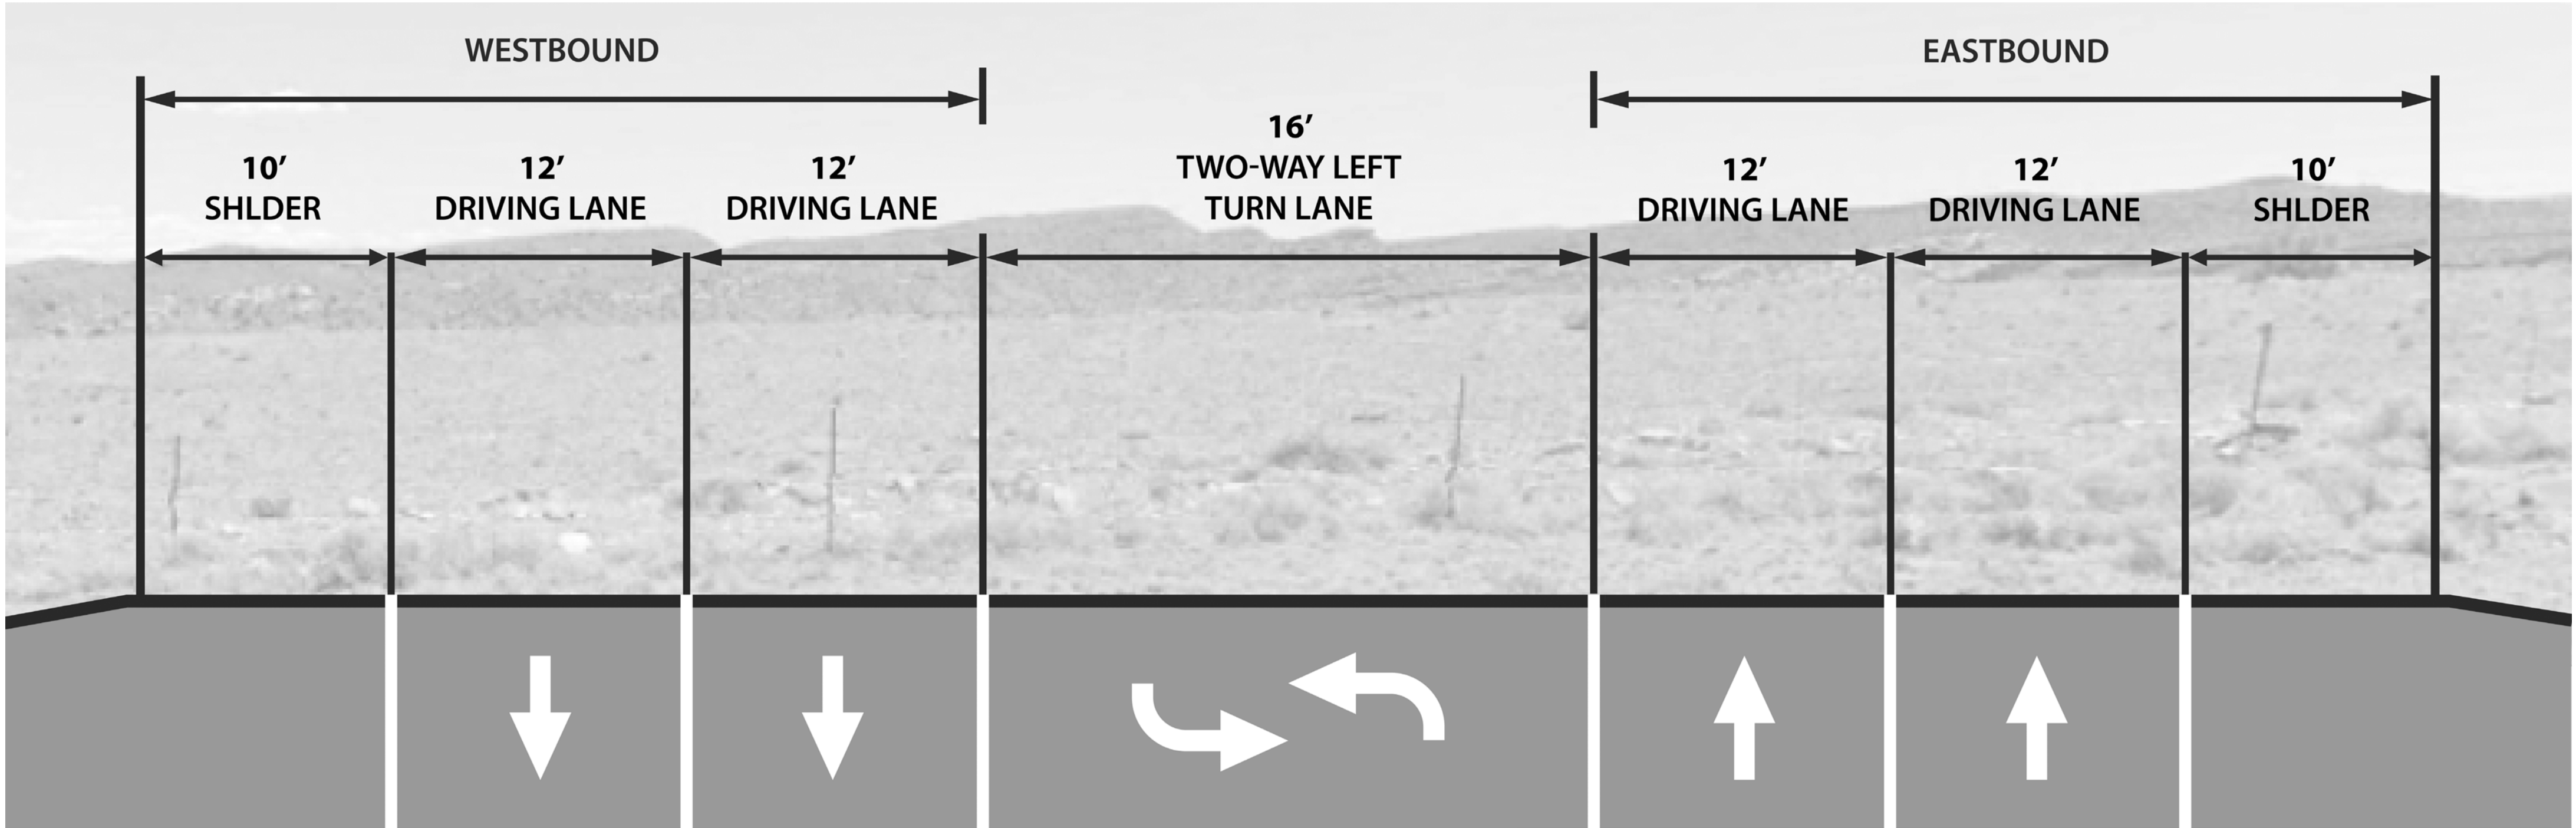 WESTBOUND
EASTBOUND
10’
SHLDER
12’
DRIVING LANE
12’
DRIVING LANE
16’
TWO-WAY LEFT
TURN LANE
12’
DRIVING LANE
12’
DRIVING LANE
10’
SHLDER